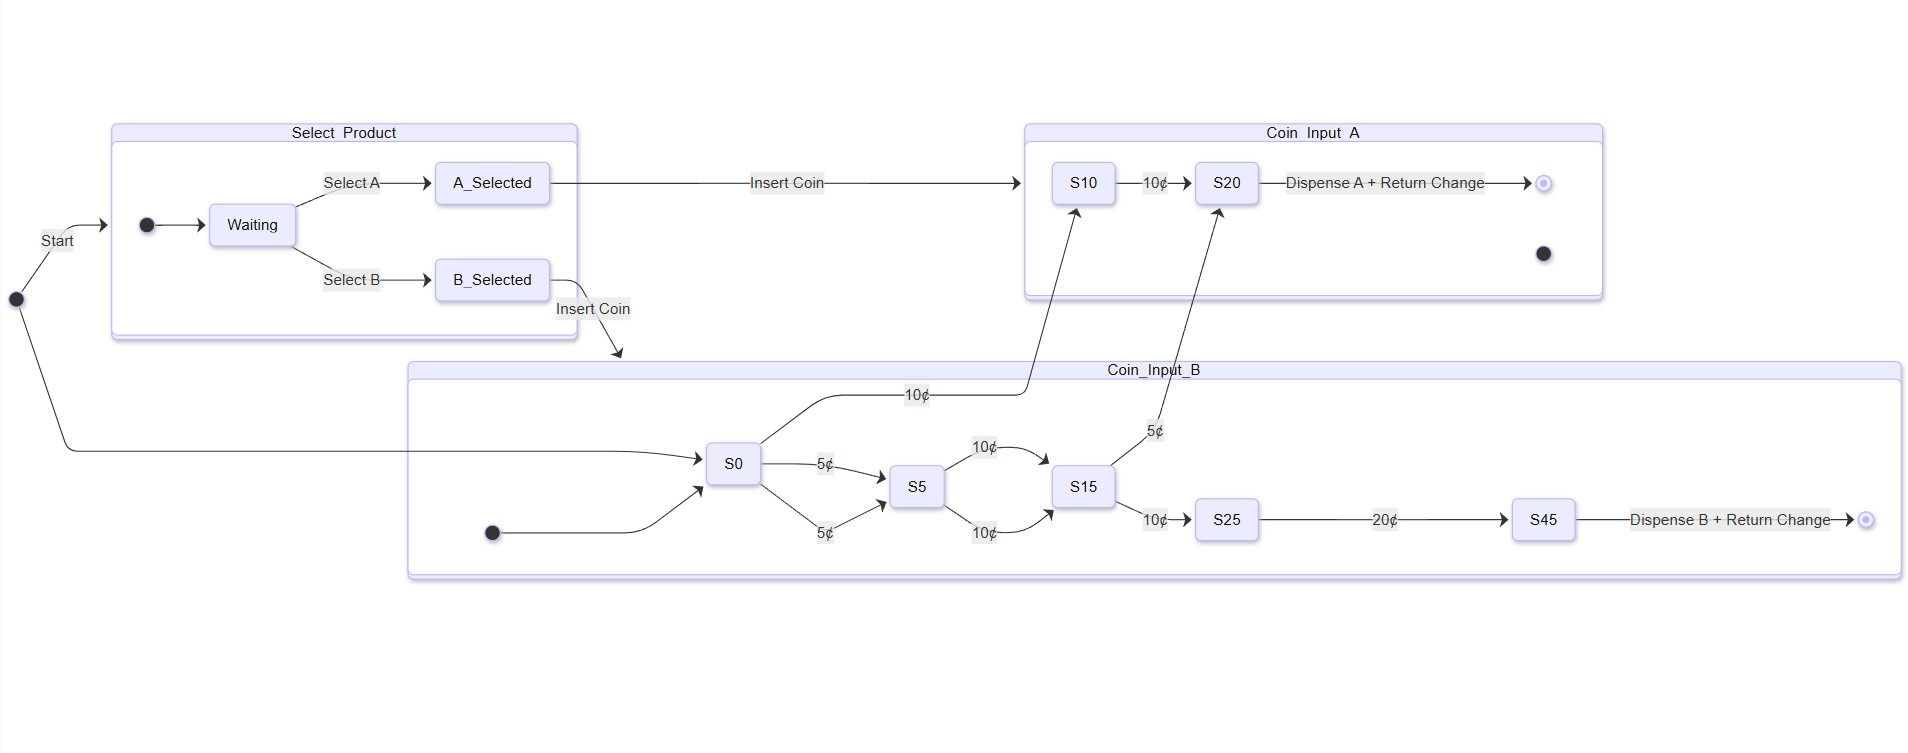 Select_Product
Coin_Input_A
Select A
A_Selected
Insert Coin
S10
10¢
S20
Dispense A + Return Change
Waiting
Start
Select B
B_Selected
Insert Coin
Coin_Input_B
10¢
5¢
10¢
S0
5¢
S5
S15
5¢
10¢
10¢
S25
20¢
S45
Dispense B + Return Change